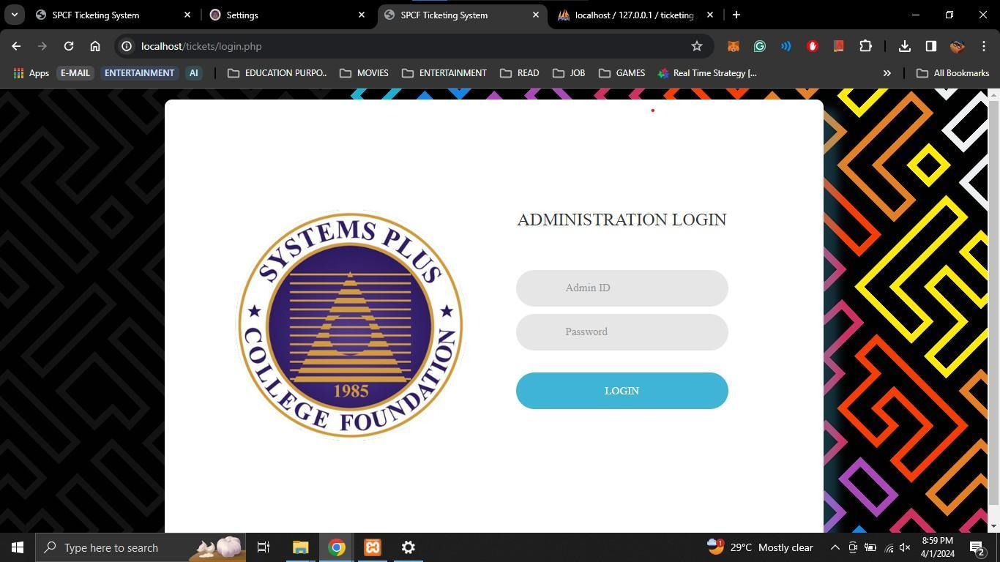 SPCF Ticketing System
Settings
SPCF Ticketing System
localhost / 127.0.0.1 / ticketing
localhost/tickets/login.php
Apps
E-MAIL
ENTERTAINMENT
AI
EDUCATION PURPO..
MOVIES
ENTERTAINMENT
READ
JOB
GAMES
Real Time Strategy [...
All Bookmarks
SYSTEMS PLUS
COLLEGE FOUNDATION
1985
ADMINISTRATION LOGIN
Admin ID
Password
LOGIN
Type here to search
29°C Mostly clear
8:59 PM
4/1/2024
2